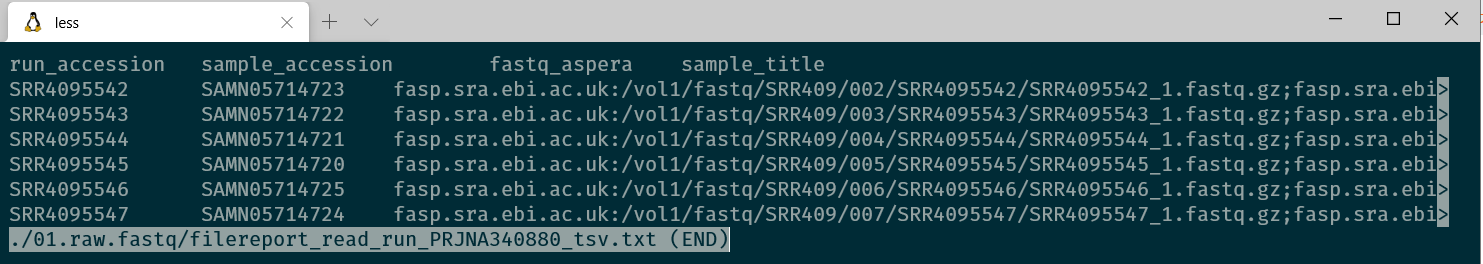 less
run_accession sample_accession fastq_aspera sample_title
SRR4095542 SAMN05714723 fasp.sra.ebi.ac.uk:/vol1/fastq/SRR409/002/SRR4095542/SRR4095542_1.fastq.gz;fasp.sra.ebi>
SRR4095543 SAMN05714722 fasp.sra.ebi.ac.uk:/vol1/fastq/SRR409/003/SRR4095543/SRR4095543_1.fastq.gz;fasp.sra.ebi>
SRR4095544 SAMN05714721 fasp.sra.ebi.ac.uk:/vol1/fastq/SRR409/004/SRR4095544/SRR4095544_1.fastq.gz;fasp.sra.ebi>
SRR4095545 SAMN05714720 fasp.sra.ebi.ac.uk:/vol1/fastq/SRR409/005/SRR4095545/SRR4095545_1.fastq.gz;fasp.sra.ebi>
SRR4095546 SAMN05714725 fasp.sra.ebi.ac.uk:/vol1/fastq/SRR409/006/SRR4095546/SRR4095546_1.fastq.gz;fasp.sra.ebi>
SRR4095547 SAMN05714724 fasp.sra.ebi.ac.uk:/vol1/fastq/SRR409/007/SRR4095547/SRR4095547_1.fastq.gz;fasp.sra.ebi>
./01.raw.fastq/filereport_read_run_PRJNA340880_tsv.txt (END)